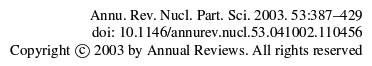 Annu. Rev. Nucl. Part. Sci. 2003. 53:387–429
doi: 10.1146/annurev.nucl.53.041002.110456
Copyright © 2003 by Annual Reviews. All rights reserved